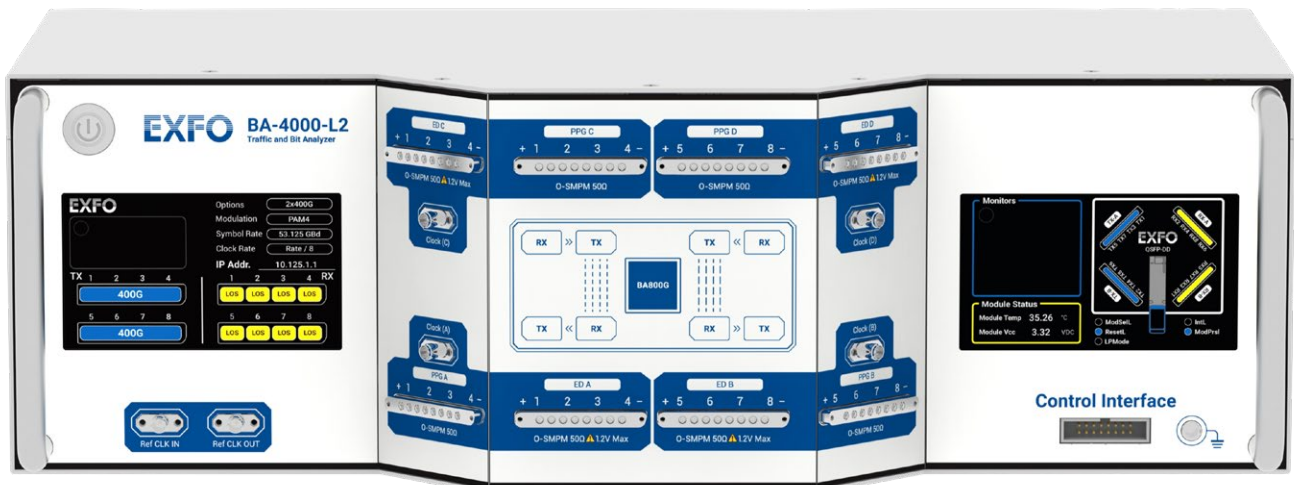 EXFO BA-4000-L2
Traffic and Bit Analyzer
EXFO
Options 2x400G
Modulation PAM4
Symbol Rate 53.125 GBd
Clock Rate Rate / 8
IP Addr. 10.125.1.1
TX 1 2 3 4
400G
5 6 7 8
400G
1 2 3 4 RX
LOS LOS LOS LOS
5 6 7 8
LOS LOS LOS LOS
Ref CLK IN
Ref CLK OUT
ED C
+ 1 2 3 4 -
O-SMPM 50Ω ⚠ 1.2V Max
Clock (C)
PPG C
+ 1 2 3 4 -
O-SMPM 50Ω
PPG D
+ 5 6 7 8 -
O-SMPM 50Ω
ED D
+ 5 6 7 8 -
O-SMPM 50Ω ⚠ 1.2V Max
Clock (D)
RX » TX
TX « RX
BA800G
TX « RX
RX » TX
Clock (A)
PPG A
+ 1 2 3 4 -
O-SMPM 50Ω
ED A
+ 1 2 3 4 -
O-SMPM 50Ω ⚠ 1.2V Max
ED B
+ 5 6 7 8 -
O-SMPM 50Ω ⚠ 1.2V Max
Clock (B)
PPG B
+ 5 6 7 8 -
O-SMPM 50Ω
Monitors
EXFO
QSFP-DD
Module Status
Module Temp 35.26 °C
Module Vcc 3.32 VDC
ModSelL
ResetL
LPMode
IntL
ModPrsl
Control Interface